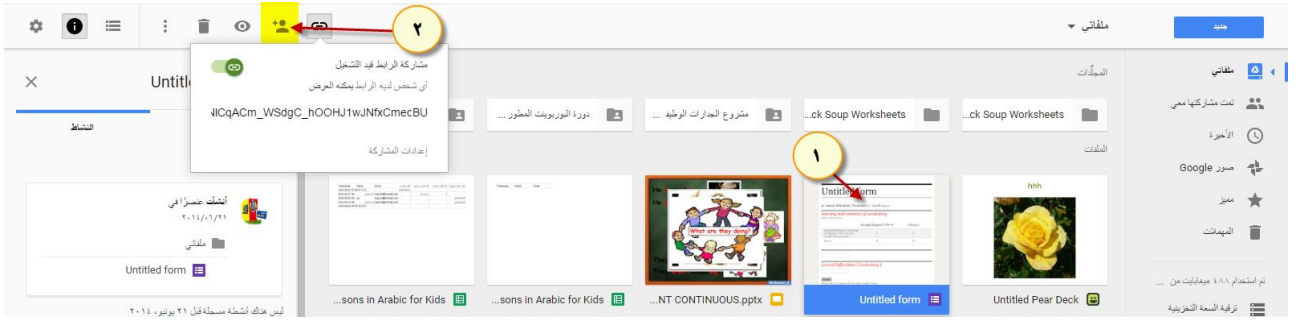 ملفاتي
جديد
٢
مشاركة الرابط قيد التشغيل
أي شخص لديه الرابط يمكنه العرض
NICqACm_WSdgC_hOOHJ1wJNfxCmecBU
إعدادات المشاركة
ملفاتي
تمت مشاركتها معي
الأخيرة
صور Google
مميز
المهملات
تم استخدام ٤٨٨ ميغابايت من ...
ترقية السعة التخزينية
المجلّدات
...ck Soup Worksheets
...ck Soup Worksheets
مشروع الجدارات الوظيفـ ...
دورة البوربوينت المطور ...
الملفات
١
hhh
Untitled form
What are they doing?
Untitled Pear Deck
Untitled form
...NT CONTINUOUS.pptx
...sons in Arabic for Kids
...sons in Arabic for Kids
Untitl
النشاط
أنشأت عنصرًا في
٢٠١٤/٠٦/٢١
ملفاتي
Untitled form
ليس هناك أنشطة مسجلة قبل ٢١ يونيو، ٢٠١٤